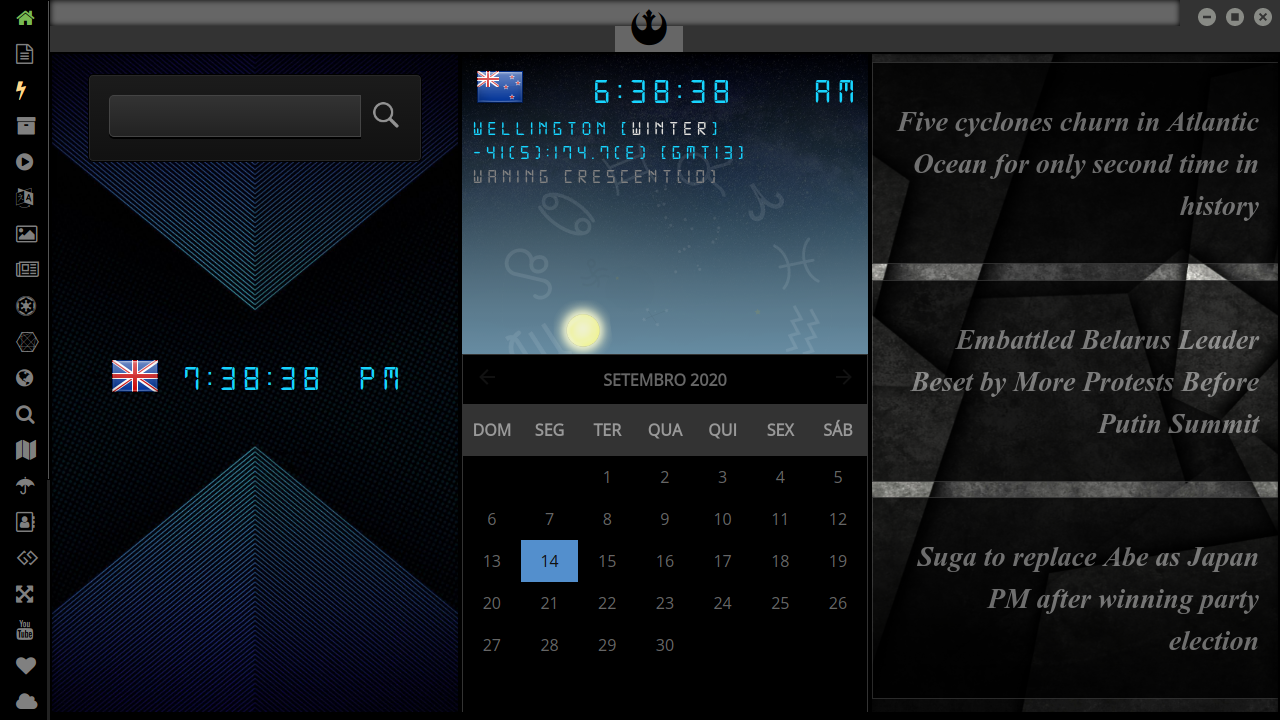 7:38:38 PM
6:38:38 AM
WELLINGTON (WINTER)
-41(S):174.7(E) (GMT13)
WANING CRESCENT(10)
SETEMBRO 2020
DOM SEG TER QUA QUI SEX SÁB
1 2 3 4 5
6 7 8 9 10 11 12
13 14 15 16 17 18 19
20 21 22 23 24 25 26
27 28 29 30
Five cyclones churn in Atlantic
Ocean for only second time in
history
Embattled Belarus Leader
Beset by More Protests Before
Putin Summit
Suga to replace Abe as Japan
PM after winning party
election
You
Tube